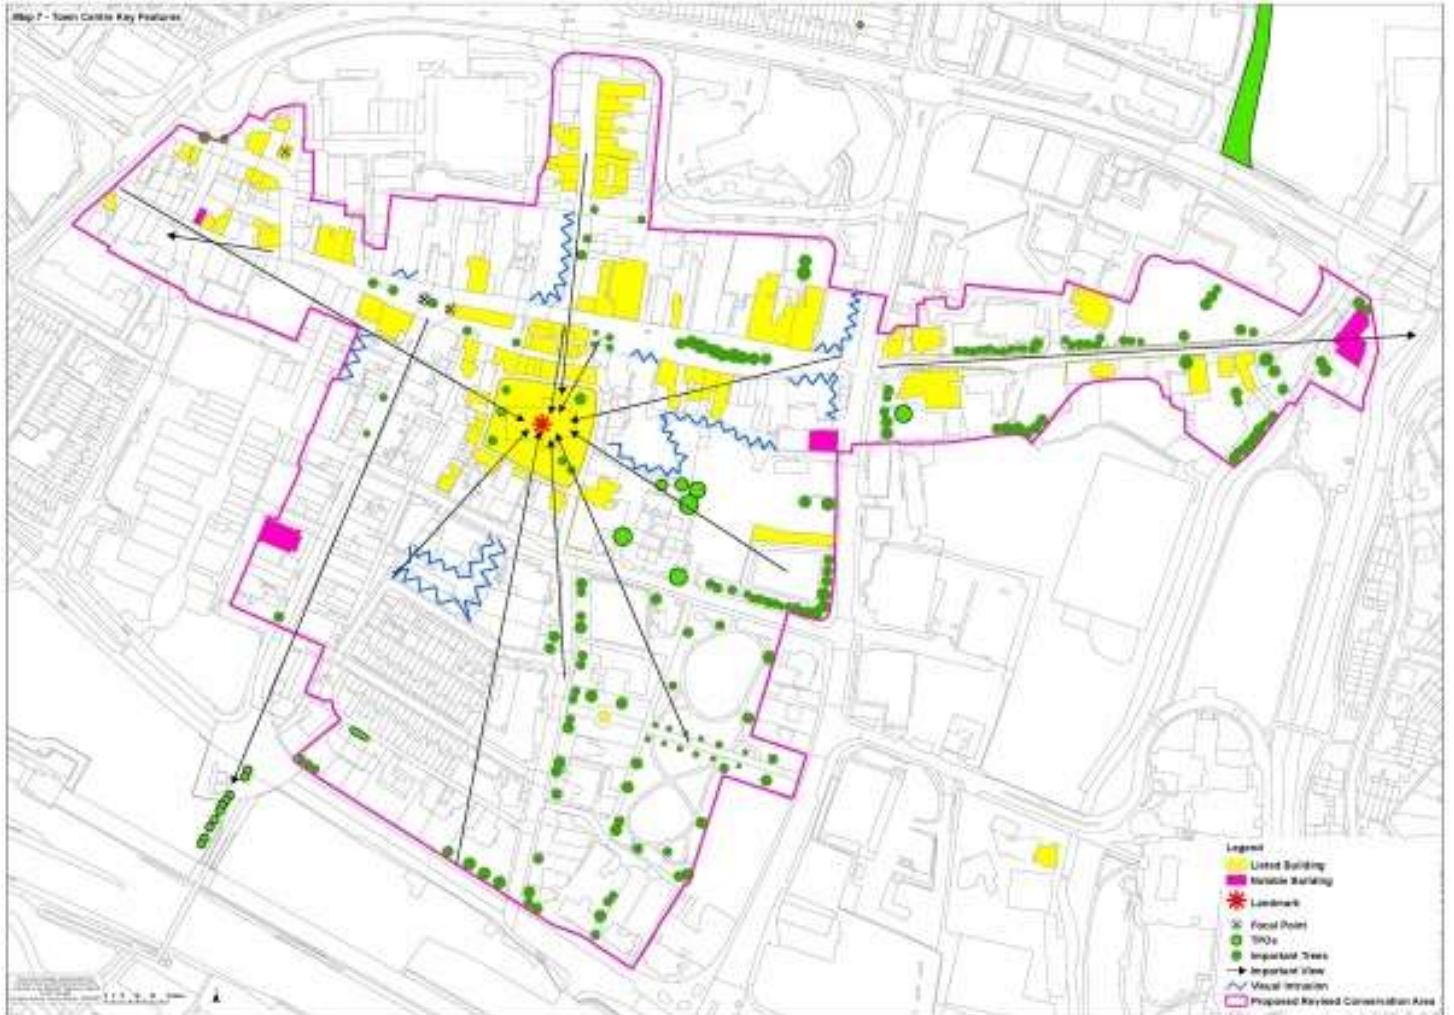 Map 7 - Town Centre Key Features
Legend
Listed Building
Notable Building
Landmark
Focal Point
TPOs
Important Trees
Important View
Visual Intrusion
Proposed Revised Conservation Area